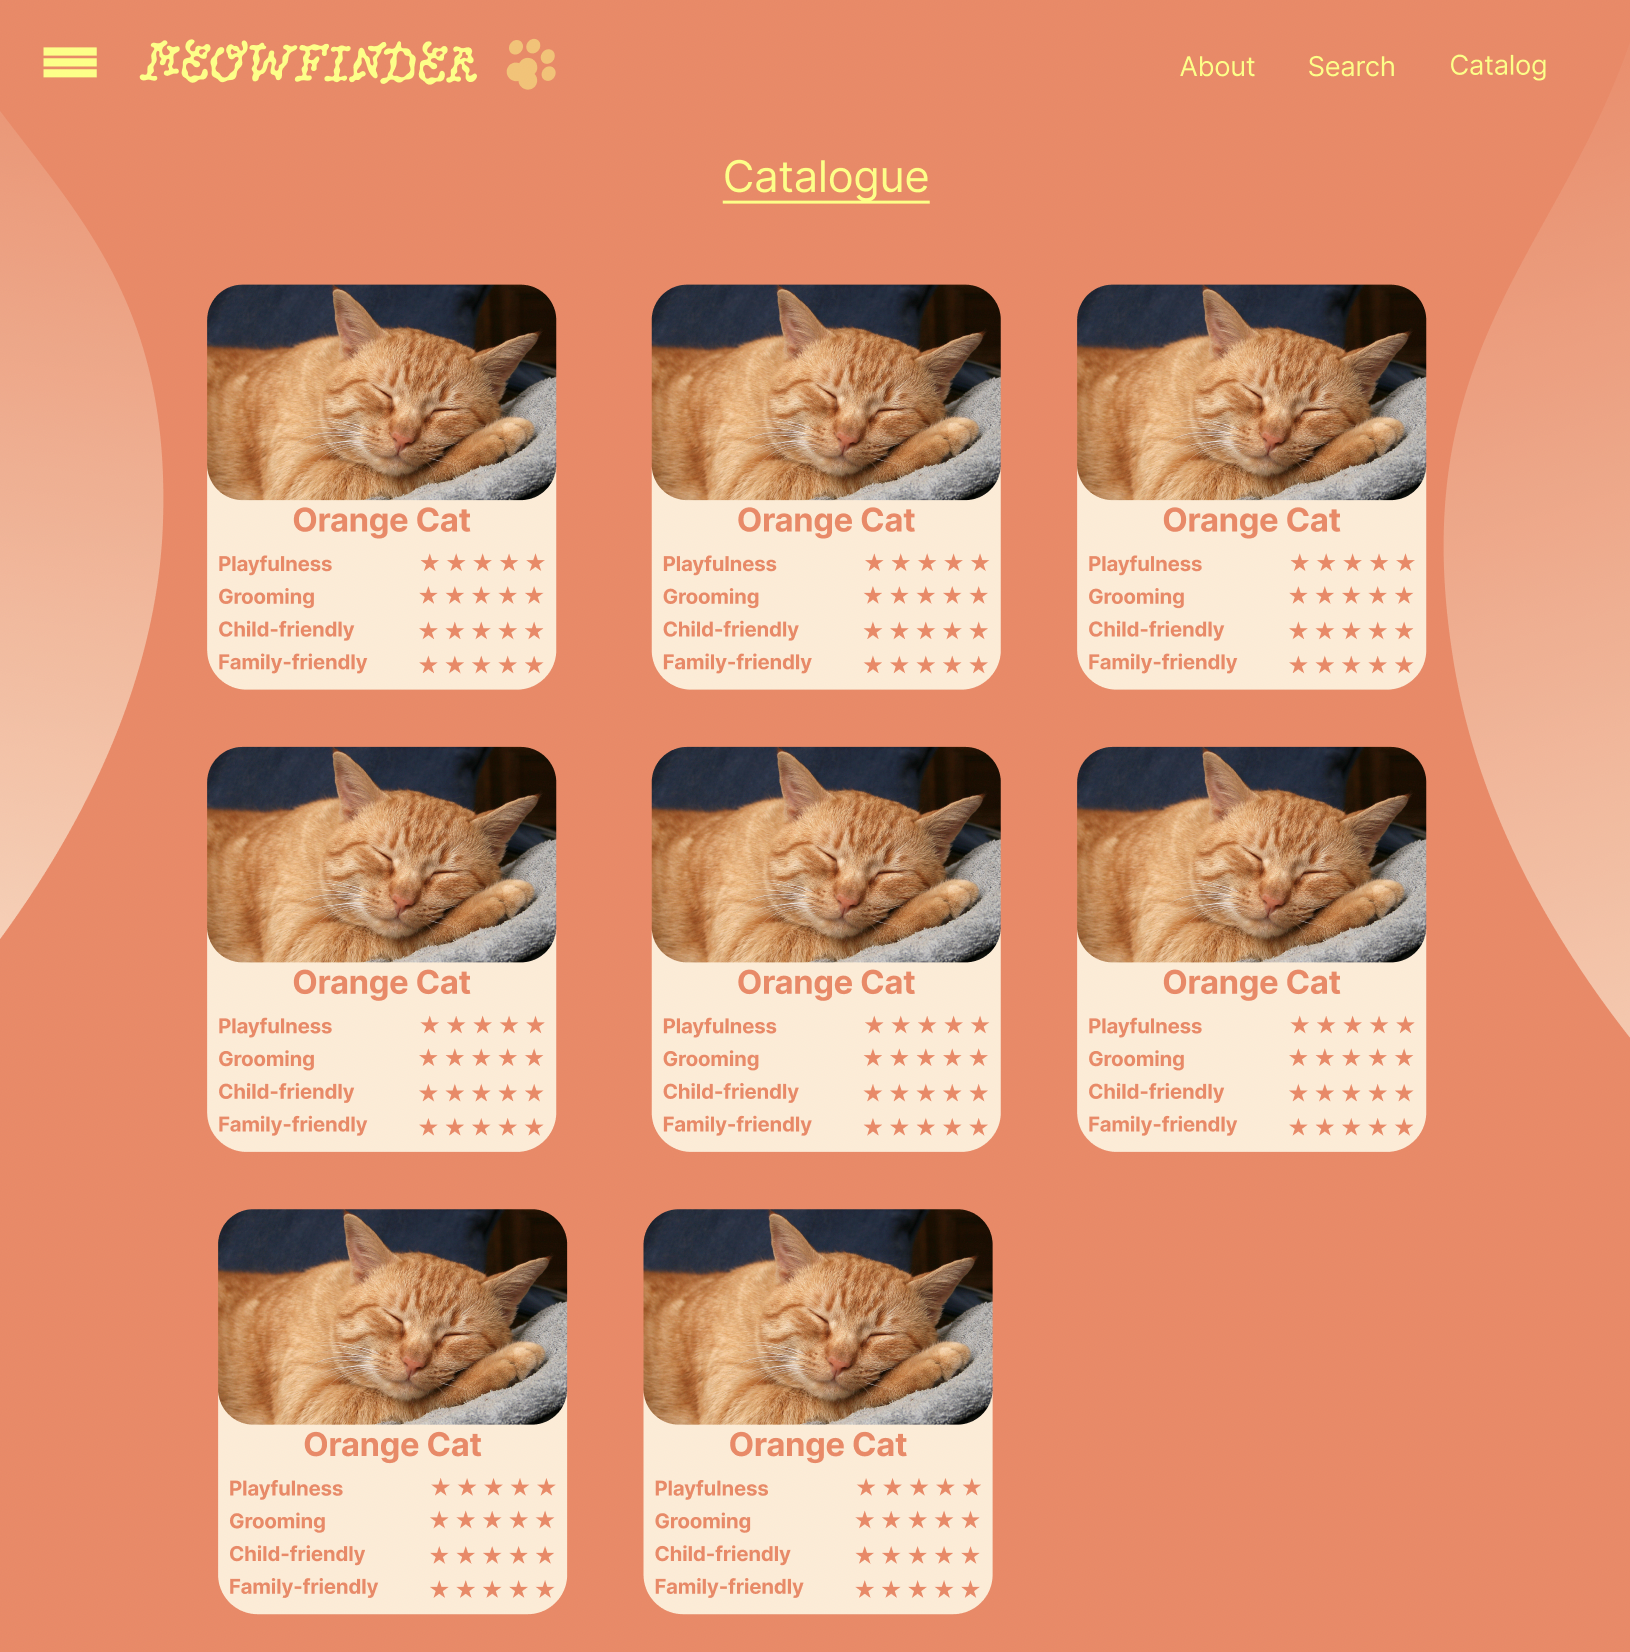 MEOWFINDER
About Search Catalog
Catalogue
Orange Cat Orange Cat Orange Cat
Playfulness ★ ★ ★ ★ ★ Playfulness ★ ★ ★ ★ ★ Playfulness ★ ★ ★ ★ ★
Grooming ★ ★ ★ ★ ★ Grooming ★ ★ ★ ★ ★ Grooming ★ ★ ★ ★ ★
Child-friendly ★ ★ ★ ★ ★ Child-friendly ★ ★ ★ ★ ★ Child-friendly ★ ★ ★ ★ ★
Family-friendly ★ ★ ★ ★ ★ Family-friendly ★ ★ ★ ★ ★ Family-friendly ★ ★ ★ ★ ★
Orange Cat Orange Cat Orange Cat
Playfulness ★ ★ ★ ★ ★ Playfulness ★ ★ ★ ★ ★ Playfulness ★ ★ ★ ★ ★
Grooming ★ ★ ★ ★ ★ Grooming ★ ★ ★ ★ ★ Grooming ★ ★ ★ ★ ★
Child-friendly ★ ★ ★ ★ ★ Child-friendly ★ ★ ★ ★ ★ Child-friendly ★ ★ ★ ★ ★
Family-friendly ★ ★ ★ ★ ★ Family-friendly ★ ★ ★ ★ ★ Family-friendly ★ ★ ★ ★ ★
Orange Cat Orange Cat
Playfulness ★ ★ ★ ★ ★ Playfulness ★ ★ ★ ★ ★
Grooming ★ ★ ★ ★ ★ Grooming ★ ★ ★ ★ ★
Child-friendly ★ ★ ★ ★ ★ Child-friendly ★ ★ ★ ★ ★
Family-friendly ★ ★ ★ ★ ★ Family-friendly ★ ★ ★ ★ ★